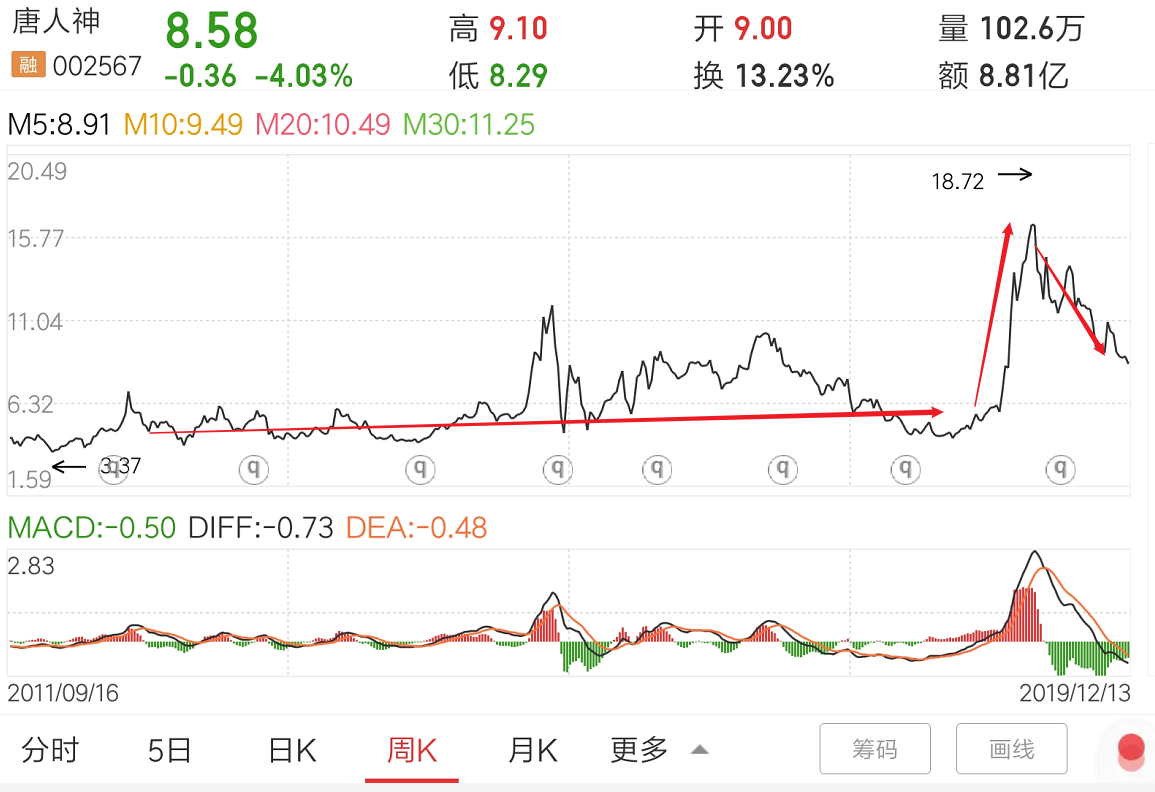 唐人神 8.58 高 9.10 开 9.00 量 102.6万
融 002567 -0.36 -4.03% 低 8.29 换 13.23% 额 8.81亿
M5:8.91 M10:9.49 M20:10.49 M30:11.25
20.49
18.72
15.77
11.04
6.32
3.37
q q q q q q q q
1.59
MACD:-0.50 DIFF:-0.73 DEA:-0.48
2.83
2011/09/16 2019/12/13
分时 5日 日K 周K 月K 更多 筹码 画线